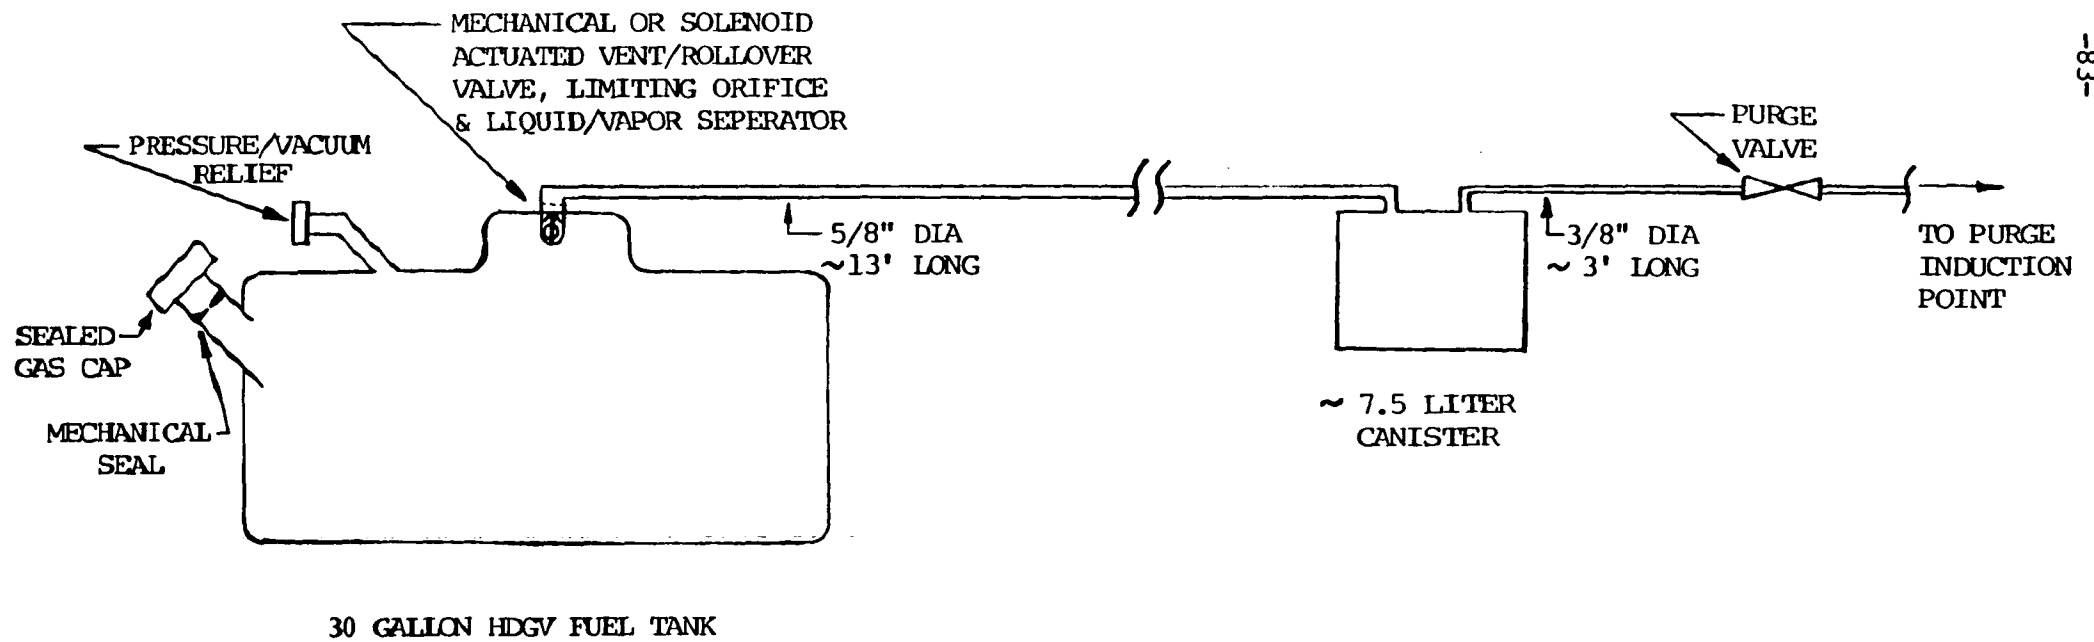 MECHANICAL OR SOLENOID
ACTUATED VENT/ROLLOVER
VALVE, LIMITING ORIFICE
& LIQUID/VAPOR SEPERATOR
-83-
PURGE
VALVE
PRESSURE/VACUUM
RELIEF
5/8" DIA
~13' LONG
3/8" DIA
~ 3' LONG
TO PURGE
INDUCTION
POINT
SEALED
GAS CAP
MECHANICAL
SEAL
~ 7.5 LITER
CANISTER
30 GALLON HDGV FUEL TANK